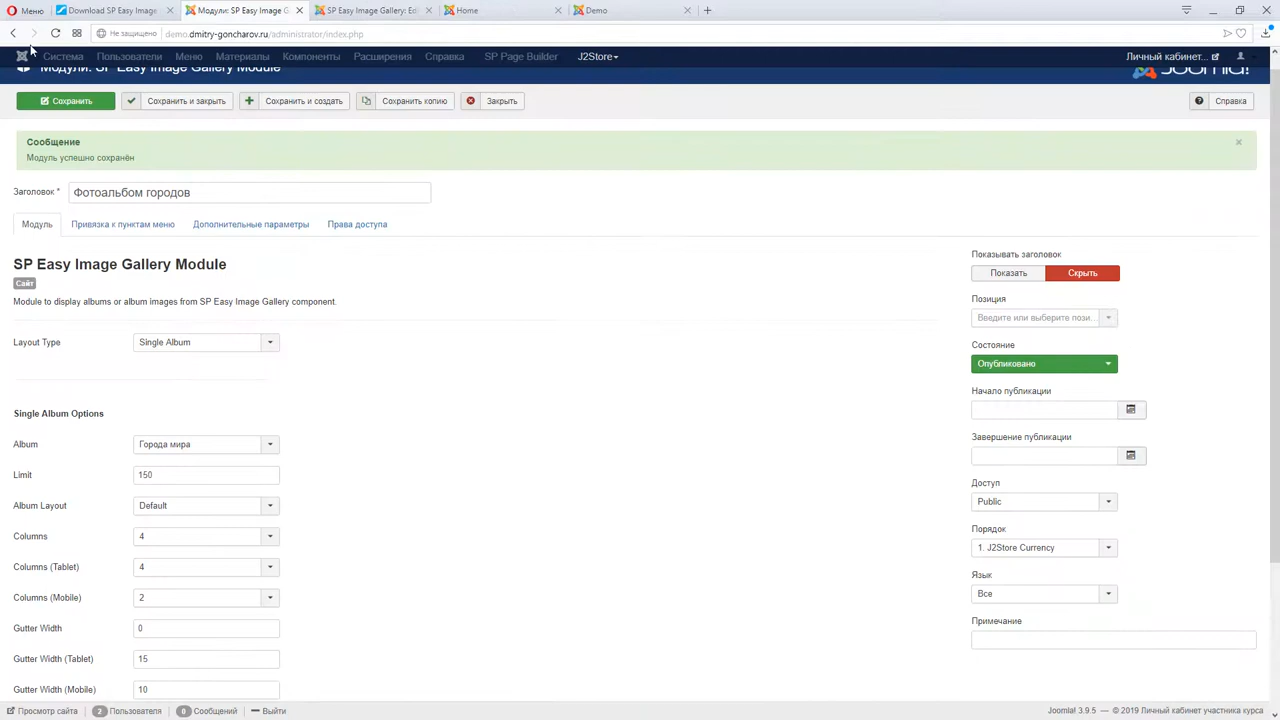 Меню
Download SP Easy Image
Модули: SP Easy Image G
SP Easy Image Gallery: Ed
Home
Demo
Не защищено
demo.dmitry-goncharov.ru/administrator/index.php
Система
Пользователи
Меню
Материалы
Компоненты
Расширения
Справка
SP Page Builder
J2Store
Личный кабинет...
Модули: SP Easy Image Gallery Module
Joomla!
Сохранить
Сохранить и закрыть
Сохранить и создать
Сохранить копию
Закрыть
Справка
Сообщение
Модуль успешно сохранён
Заголовок *
Фотоальбом городов
Модуль
Привязка к пунктам меню
Дополнительные параметры
Права доступа
SP Easy Image Gallery Module
Сайт
Module to display albums or album images from SP Easy Image Gallery component.
Layout Type
Single Album
Single Album Options
Album
Города мира
Limit
150
Album Layout
Default
Columns
4
Columns (Tablet)
4
Columns (Mobile)
2
Gutter Width
0
Gutter Width (Tablet)
15
Gutter Width (Mobile)
10
Показывать заголовок
Показать
Скрыть
Позиция
Введите или выберите пози...
Состояние
Опубликовано
Начало публикации
Завершение публикации
Доступ
Public
Порядок
1. J2Store Currency
Язык
Все
Примечание
Просмотр сайта
2 Пользователя
0 Сообщений
Выйти
Joomla! 3.9.5 — © 2019 Личный кабинет участника курса